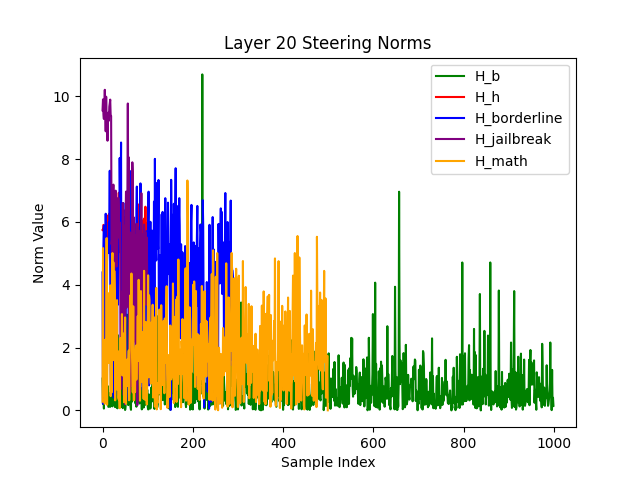 Layer 20 Steering Norms
Norm Value
10
8
6
4
2
0
H_b
H_h
H_borderline
H_jailbreak
H_math
0
200
400
600
800
1000
Sample Index